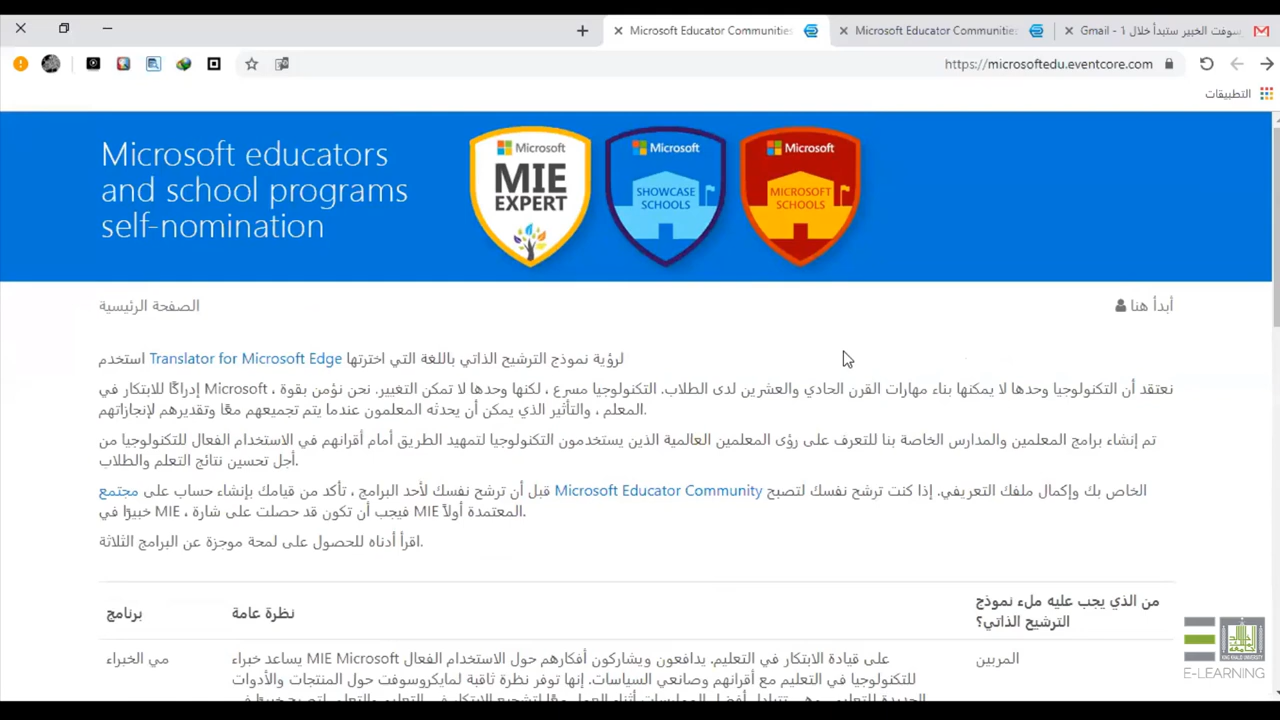 Microsoft Educator Communities
Microsoft Educator Communities
Gmail - سوفت الخبير ستبدأ خلال 1
https://microsoftedu.eventcore.com
التطبيقات
Microsoft educators
and school programs
self-nomination
Microsoft
MIE
EXPERT
Microsoft
SHOWCASE
SCHOOLS
Microsoft
MICROSOFT
SCHOOLS
الصفحة الرئيسية
أبدأ هنا
استخدم Translator for Microsoft Edge لرؤية نموذج الترشيح الذاتي باللغة التي اخترتها
نعتقد أن التكنولوجيا وحدها لا يمكنها بناء مهارات القرن الحادي والعشرين لدى الطلاب. التكنولوجيا مسرع ، لكنها وحدها لا تمكن التغيير. نحن نؤمن بقوة ، Microsoft إدراكًا للابتكار في
المعلم ، والتأثير الذي يمكن أن يحدثه المعلمون عندما يتم تجميعهم معًا وتقديرهم لإنجازاتهم.
تم إنشاء برامج المعلمين والمدارس الخاصة بنا للتعرف على رؤى المعلمين العالمية الذين يستخدمون التكنولوجيا لتمهيد الطريق أمام أقرانهم في الاستخدام الفعال للتكنولوجيا من
أجل تحسين نتائج التعلم والطلاب.
قبل أن ترشح نفسك لأحد البرامج ، تأكد من قيامك بإنشاء حساب على مجتمع Microsoft Educator Community الخاص بك وإكمال ملفك التعريفي. إذا كنت ترشح نفسك لتصبح
خبيرًا في MIE ، فيجب أن تكون قد حصلت على شارة MIE المعتمدة أولاً.
اقرأ أدناه للحصول على لمحة موجزة عن البرامج الثلاثة.
برنامج
نظرة عامة
من الذي يجب عليه ملء نموذج
الترشيح الذاتي؟
مي الخبراء
يساعد خبراء MIE Microsoft على قيادة الابتكار في التعليم. يدافعون ويشاركون أفكارهم حول الاستخدام الفعال
المربين
للتكنولوجيا في التعليم مع أقرانهم وصانعي السياسات. إنها توفر نظرة ثاقبة لمايكروسوفت حول المنتجات والأدوات
KING KHALID UNIVERSITY
E-LEARNING